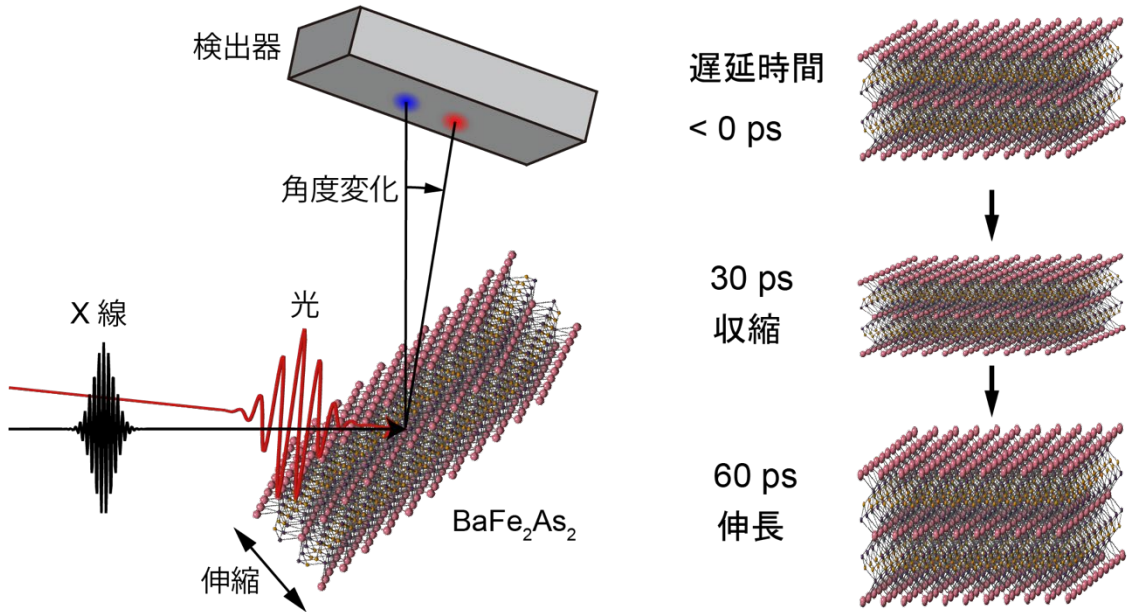 検出器
角度変化
X 線
光
BaFe₂As₂
伸縮
遅延時間
< 0 ps
30 ps
収縮
60 ps
伸長